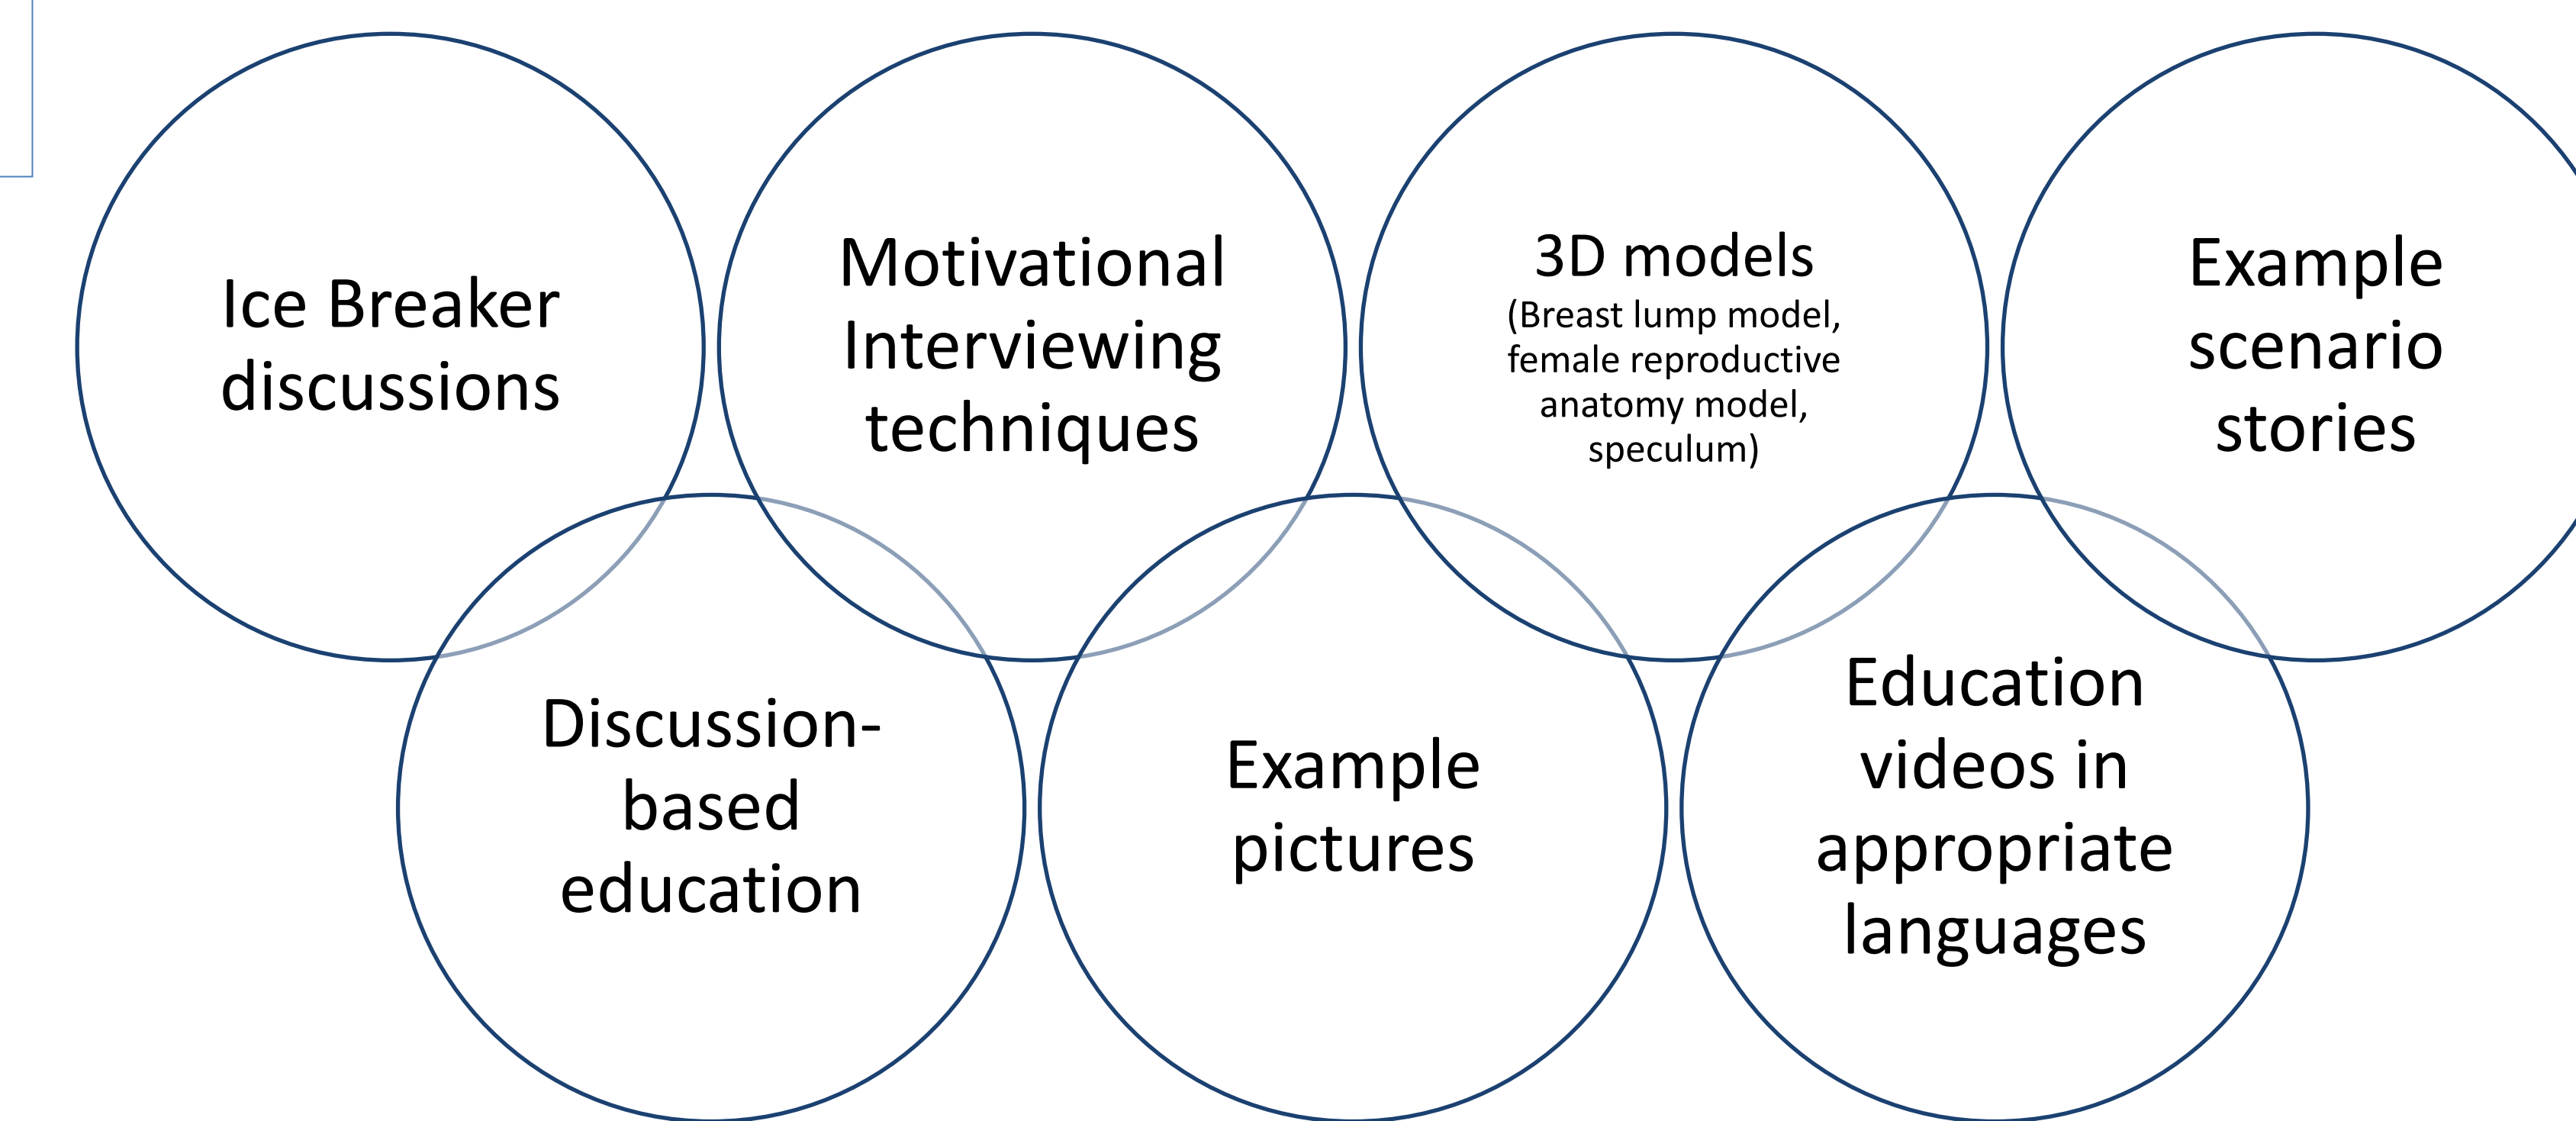 Ice Breaker
discussions
Motivational
Interviewing
techniques
3D models
(Breast lump model,
female reproductive
anatomy model,
speculum)
Example
scenario
stories
Discussion-
based
education
Example
pictures
Education
videos in
appropriate
languages